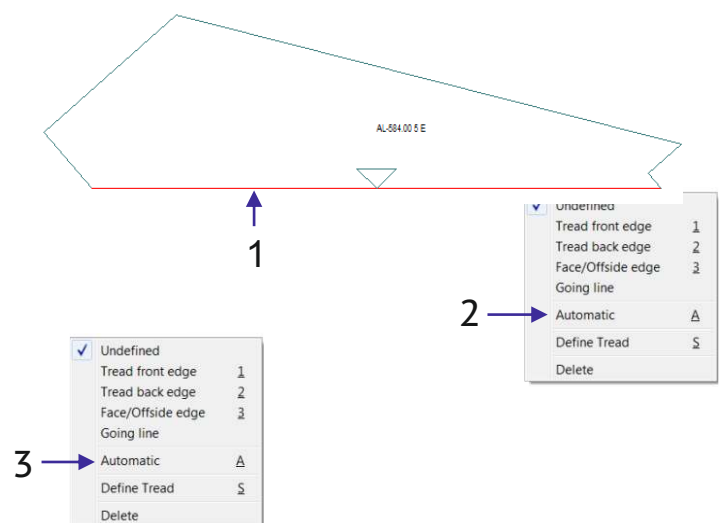 AL-584.00 5 E
1
Undefined
Tread front edge 1
Tread back edge 2
Face/Offside edge 3
Going line
2
Automatic A
Define Tread S
Delete
Undefined
Tread front edge 1
Tread back edge 2
Face/Offside edge 3
Going line
3
Automatic A
Define Tread S
Delete